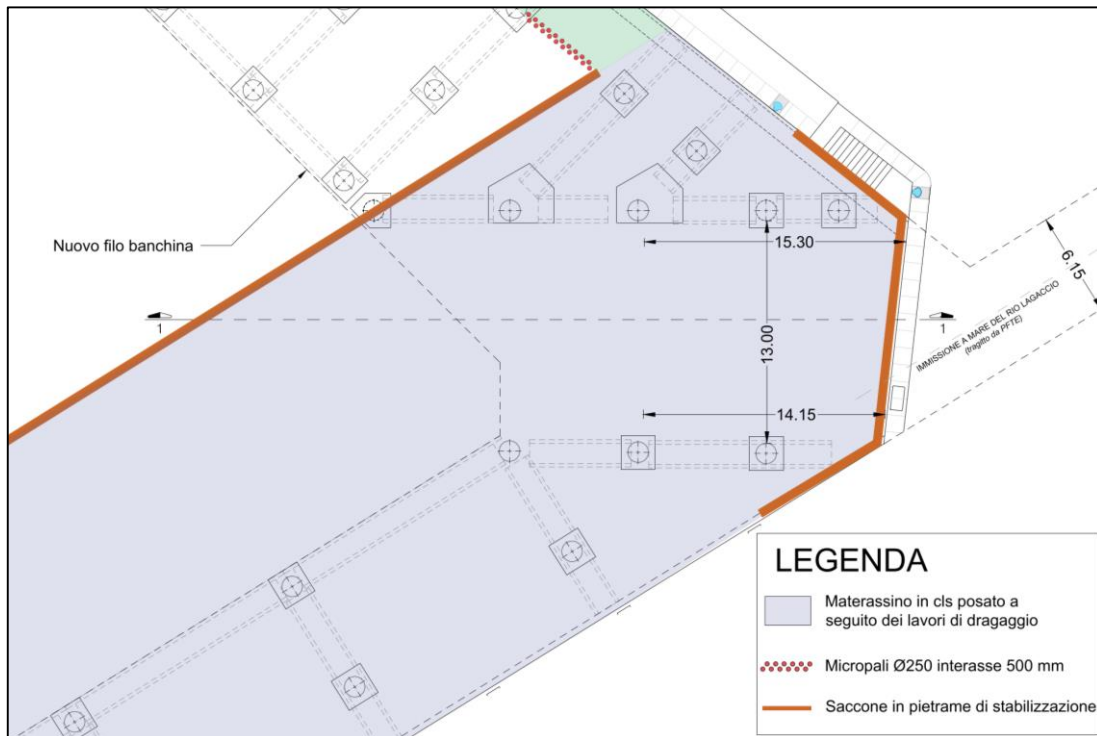 Nuovo filo banchina
15.30
6.15
1
1
IMMISSIONE A MARE DEL RIO LAGACCIO
(tragitto da PFTE)
13.00
14.15
LEGENDA
Materassino in cls posato a
seguito dei lavori di dragaggio
Micropali Ø250 interasse 500 mm
Saccone in pietrame di stabilizzazione